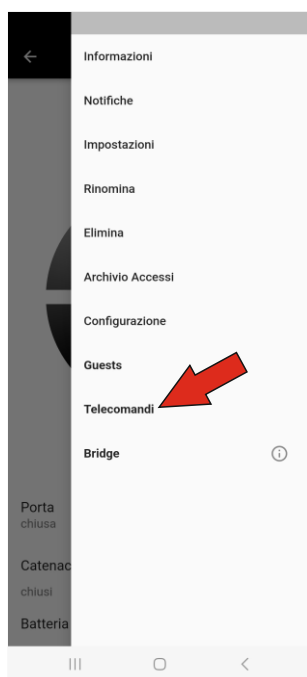 Informazioni
Notifiche
Impostazioni
Rinomina
Elimina
Archivio Accessi
Configurazione
Guests
Telecomandi
Bridge
Porta
chiusa
Catenac
chiusi
Batteria